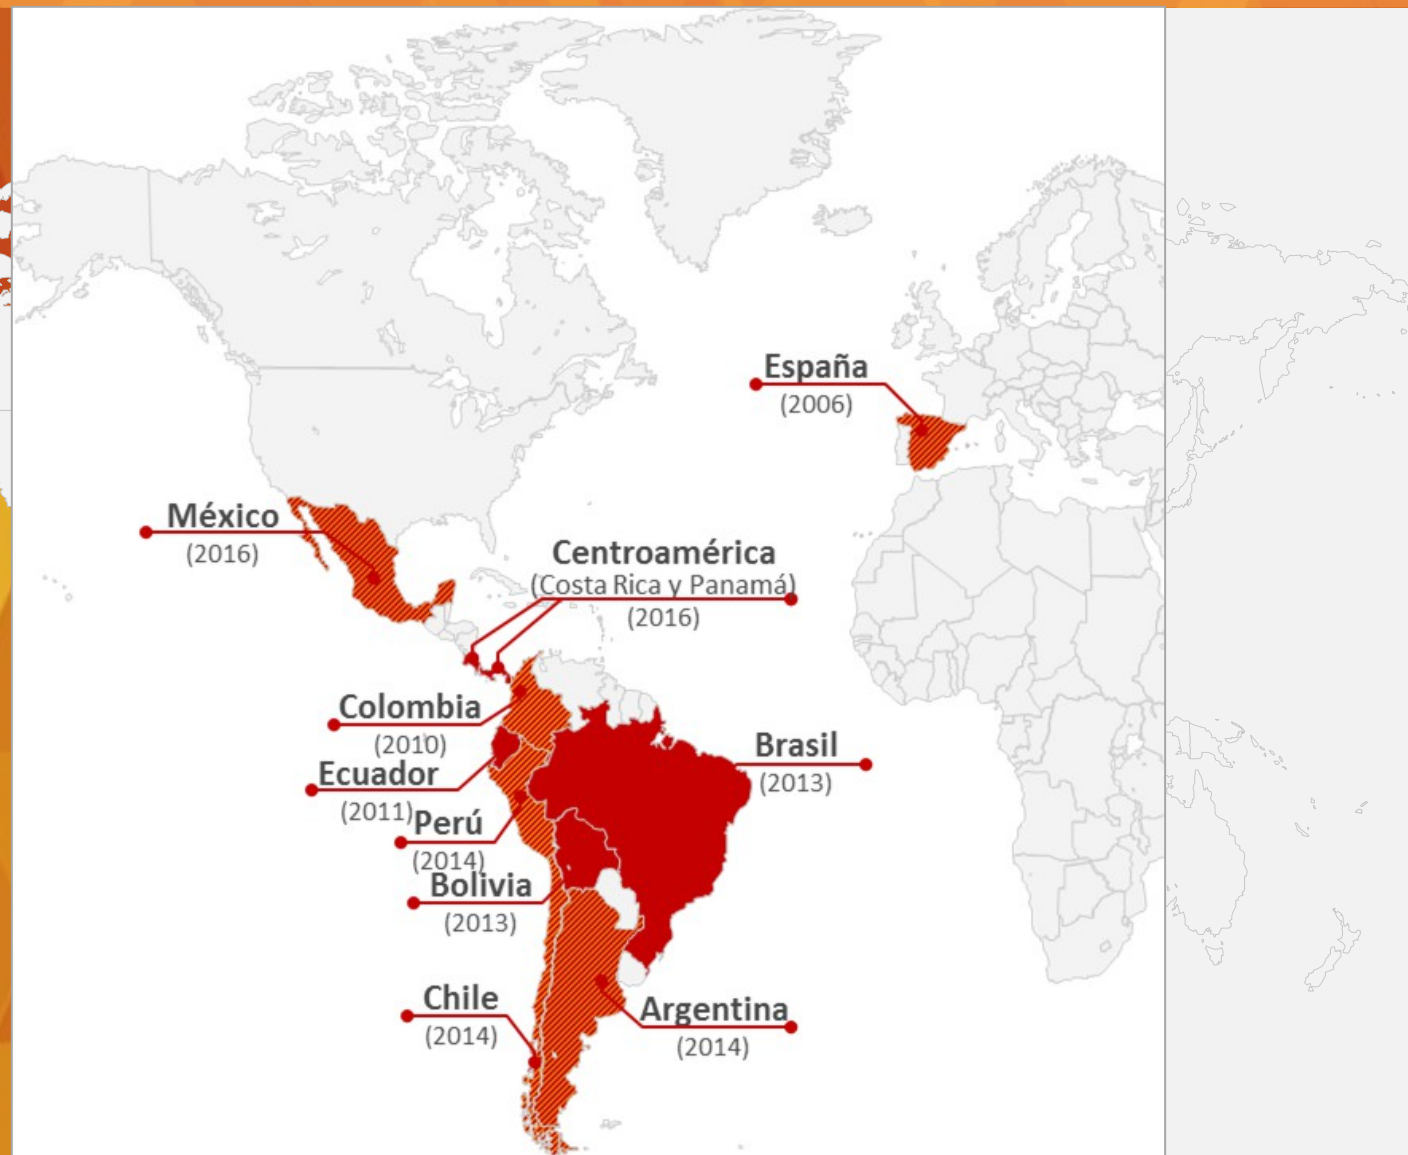 España
(2006)
México
(2016)
Centroamérica
(Costa Rica y Panamá)
(2016)
Colombia
(2010)
Brasil
(2013)
Ecuador
(2011)
Perú
(2014)
Bolivia
(2013)
Chile
(2014)
Argentina
(2014)